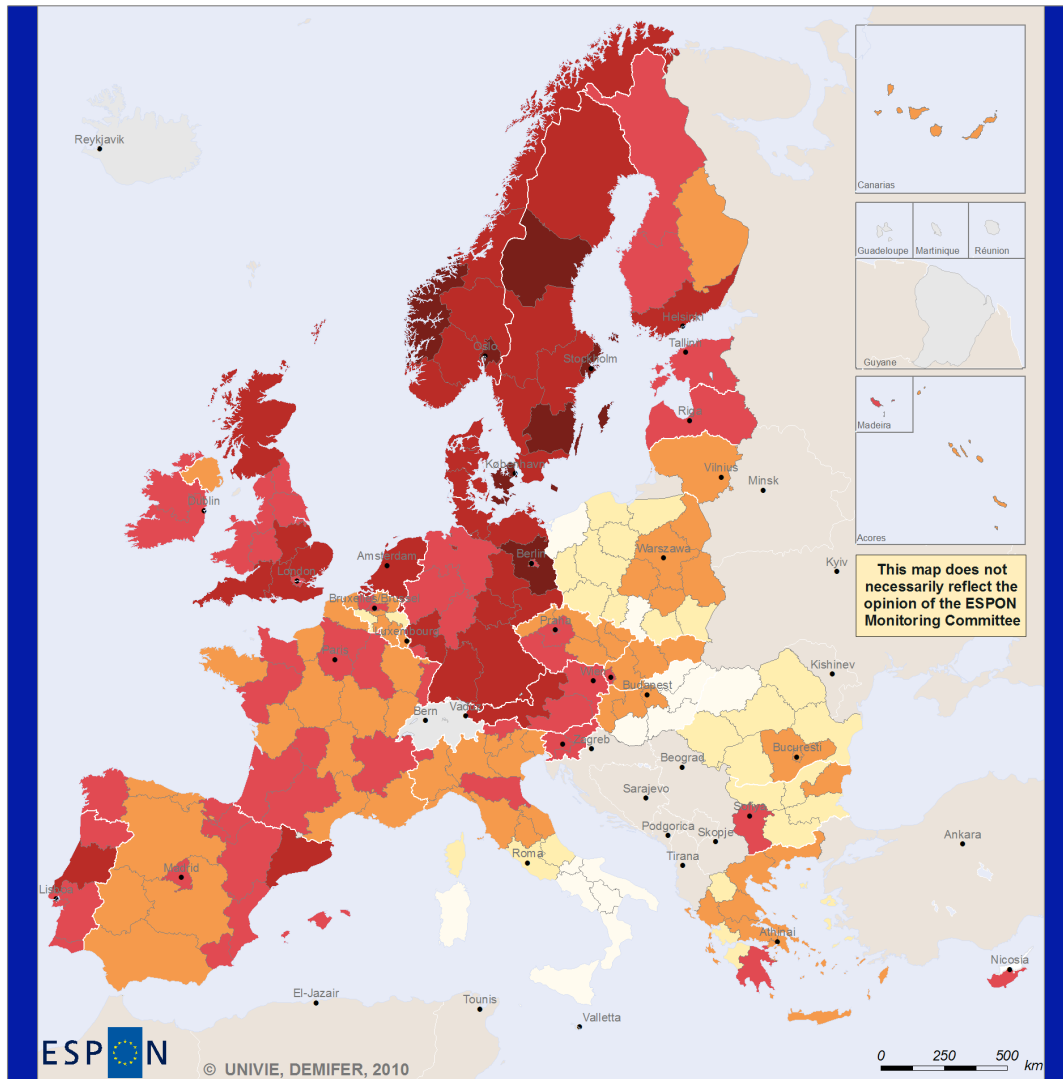 Reykjavik
Canarias
Guadeloupe
Martinique
Réunion
Guyane
Helsinki
Tallinn
Oslo
Stockholm
Madeira
Riga
København
Vilnius
Minsk
Acores
Dublin
Amsterdam
Berlin
Warszawa
Kyiv
London
This map does not
necessarily reflect the
opinion of the ESPON
Monitoring Committee
Bruxelles/Brussel
Luxembourg
Praha
Paris
Kishinev
Budapest
Bern
Vaduz
Zagreb
Bucuresti
Beograd
Sarajevo
Sofiya
Podgorica
Skopje
Ankara
Roma
Tirana
Madrid
Lisboa
Athinai
Nicosia
El-Jazair
Tounis
Valletta
ESPON
© UNIVIE, DEMIFER, 2010
0 250 500
km